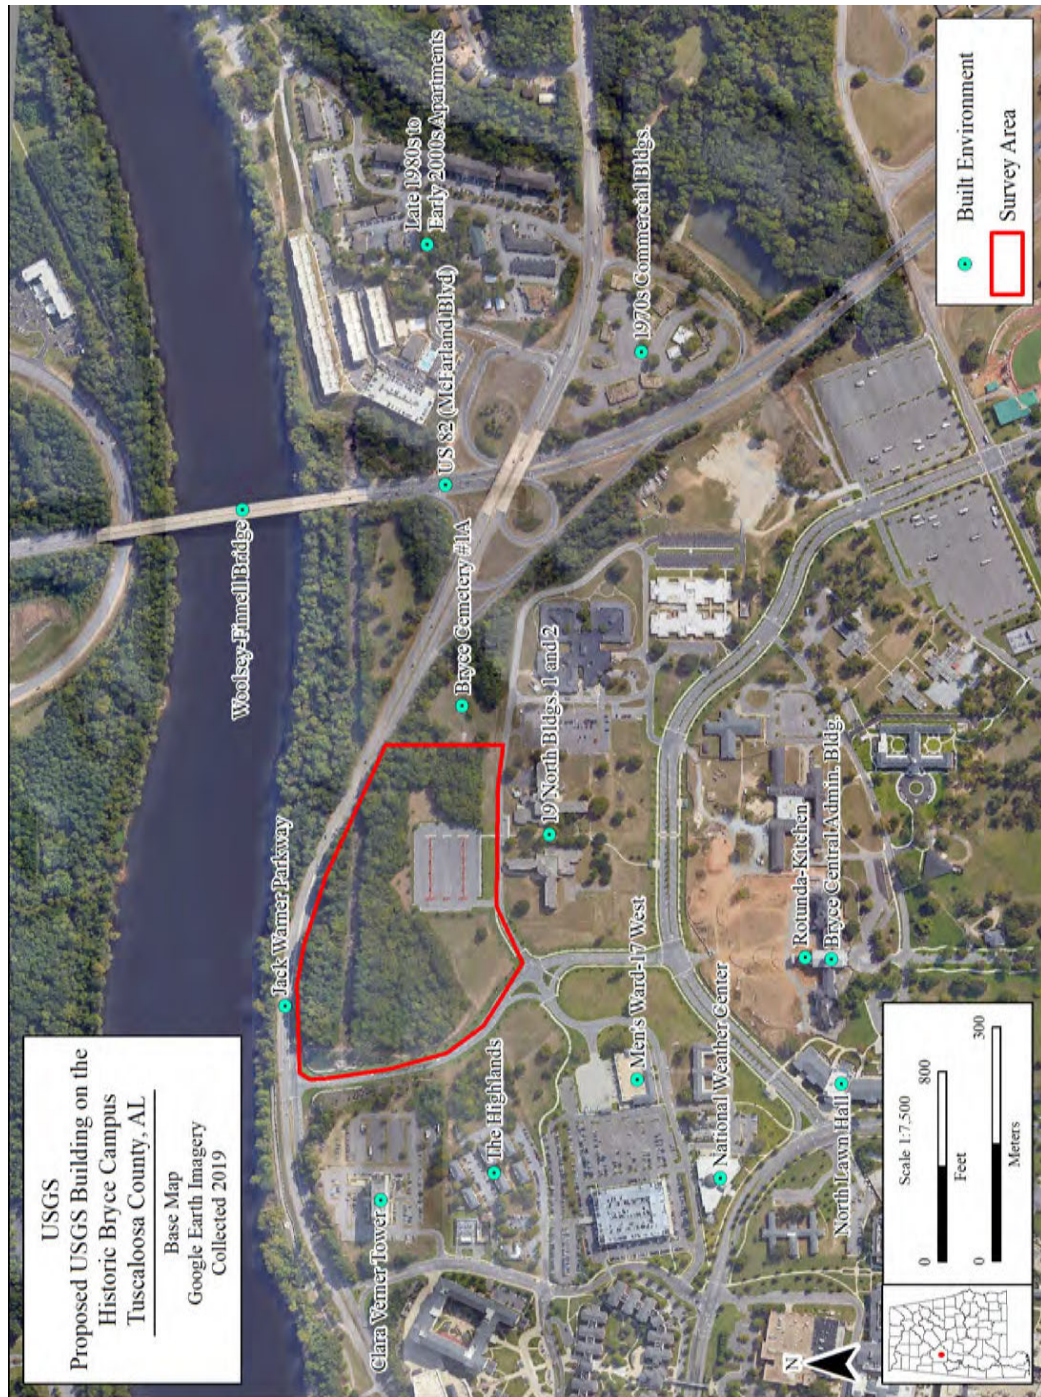 USGS
Proposed USGS Building on the
Historic Bryce Campus
Tuscaloosa County, AL
Base Map
Google Earth Imagery
Collected 2019
Jack Warner Parkway
Woolsey-Finnell Bridge
Clara Verner Tower
The Highlands
Bryce Cemetery #1A
US 82 (McFarland Blvd)
Late 1980s to
Early 2000s Apartments
19 North Bldgs. 1 and 2
1970s Commercial Bldgs.
Men's Ward-17 West
National Weather Center
Rotunda-Kitchen
Bryce Central Admin. Bldg.
North Lawn Hall
N
Scale 1:7,500
0 800
Feet
0 300
Meters
Built Environment
Survey Area